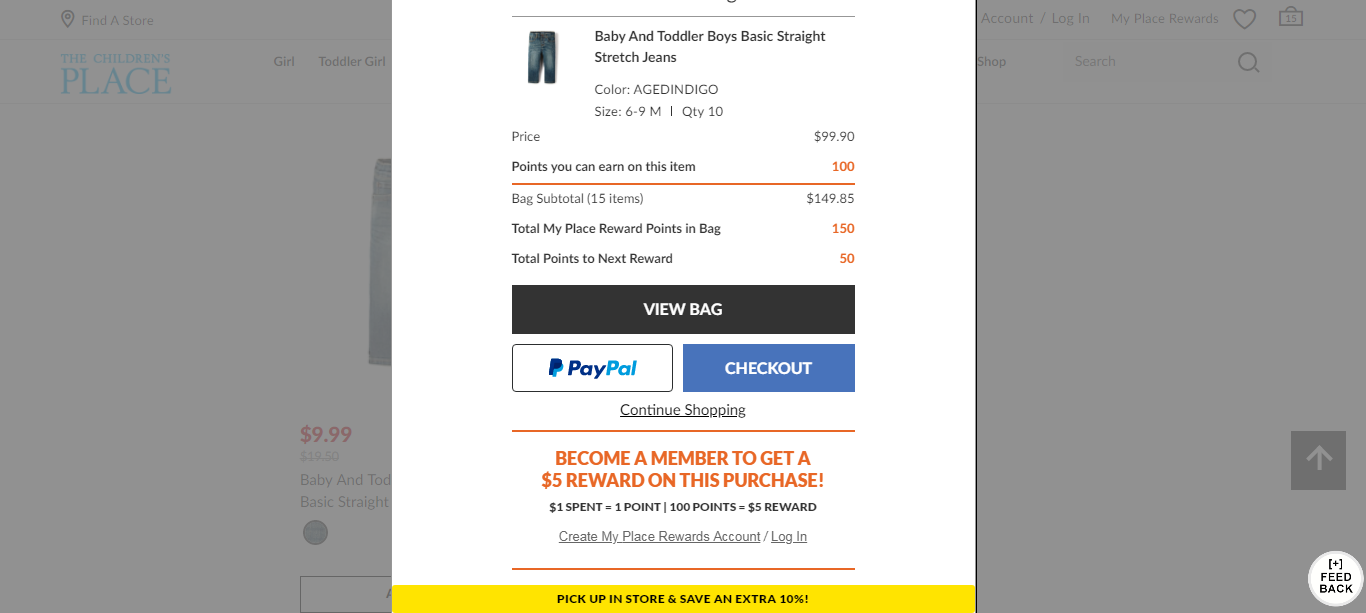 Find A Store
Account / Log In
My Place Rewards
15
THE CHILDREN'S
PLACE
Girl
Toddler Girl
Shop
Search
Baby And Toddler Boys Basic Straight
Stretch Jeans
Color: AGEDINDIGO
Size: 6-9 M | Qty 10
Price $99.90
Points you can earn on this item 100
Bag Subtotal (15 items) $149.85
Total My Place Reward Points in Bag 150
Total Points to Next Reward 50
VIEW BAG
PayPal
CHECKOUT
Continue Shopping
BECOME A MEMBER TO GET A
$5 REWARD ON THIS PURCHASE!
$1 SPENT = 1 POINT | 100 POINTS = $5 REWARD
Create My Place Rewards Account / Log In
PICK UP IN STORE & SAVE AN EXTRA 10%!
$9.99
$19.50
Baby And Tod
Basic Straight
[+]
FEED
BACK